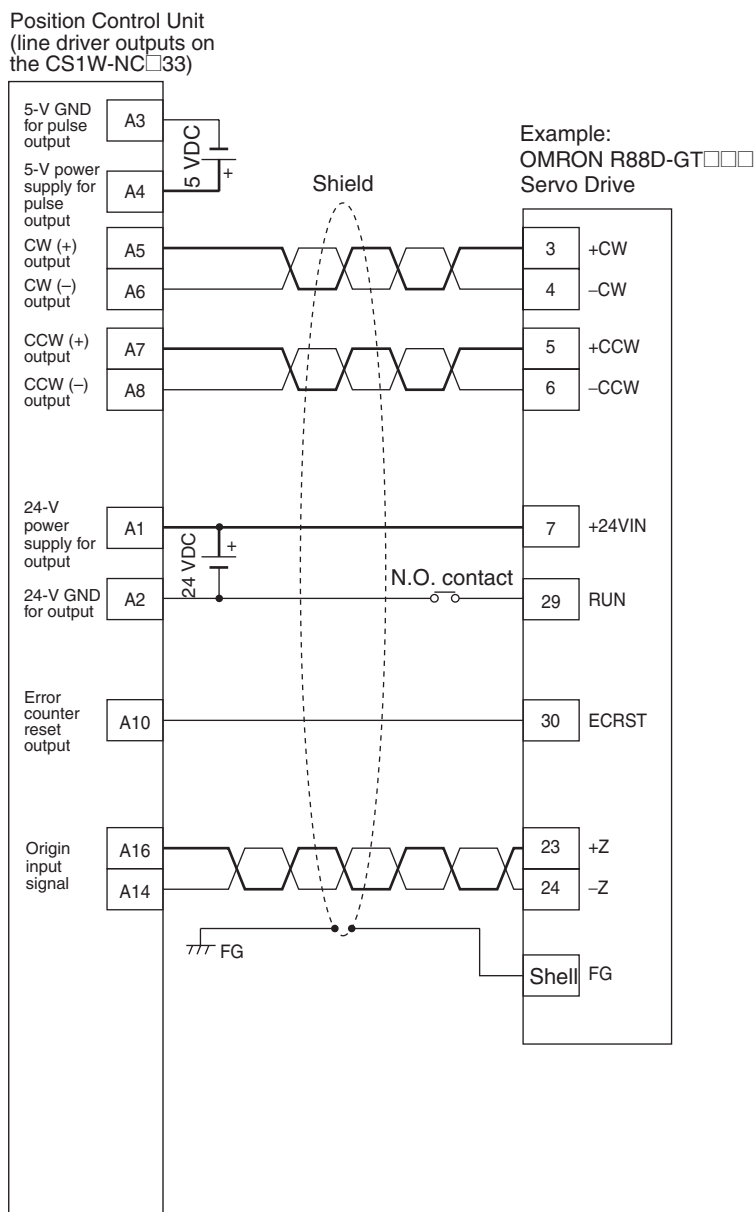 Position Control Unit
(line driver outputs on
the CS1W-NC□33)
5-V GND
for pulse
output
A3
5 VDC
+
5-V power
supply for
pulse
output
A4
Example:
OMRON R88D-GT□□□
Servo Drive
Shield
CW (+)
output
A5
3
+CW
CW (–)
output
A6
4
–CW
CCW (+)
output
A7
5
+CCW
CCW (–)
output
A8
6
–CCW
24-V
power
supply for
output
A1
24 VDC
+
7
+24VIN
24-V GND
for output
A2
N.O. contact
29
RUN
Error
counter
reset
output
A10
30
ECRST
Origin
input
signal
A16
23
+Z
A14
24
–Z
FG
Shell
FG